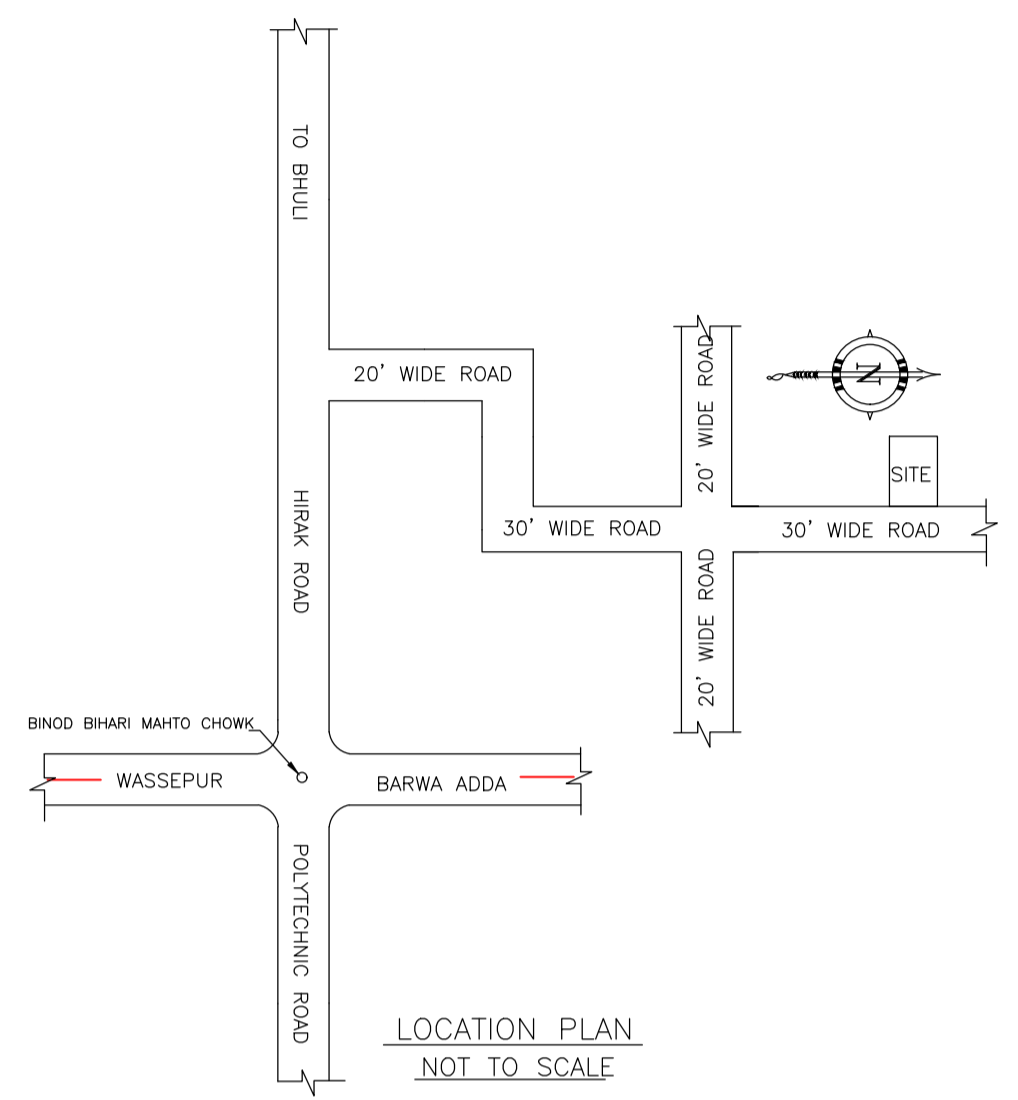 TO BHULI
20' WIDE ROAD
20' WIDE ROAD
N
SITE
HIRAK ROAD
30' WIDE ROAD
30' WIDE ROAD
20' WIDE ROAD
BINOD BIHARI MAHTO CHOWK
WASSEPUR
BARWA ADDA
POLYTECHNIC ROAD
LOCATION PLAN
NOT TO SCALE